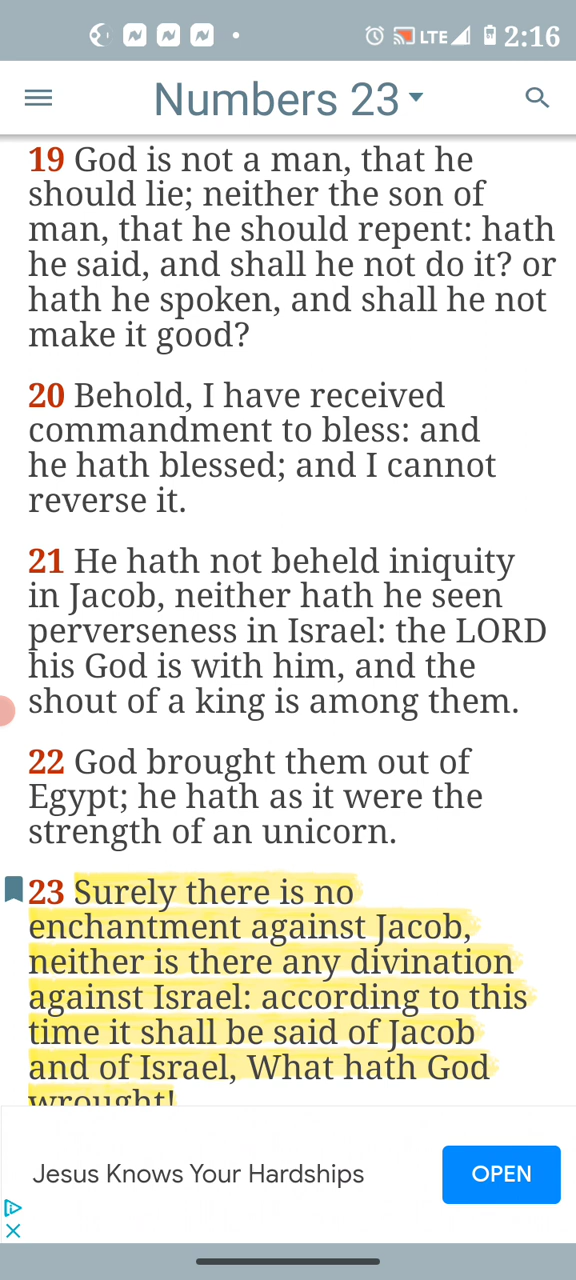 LTE 2:16
Numbers 23
19 God is not a man, that he
should lie; neither the son of
man, that he should repent: hath
he said, and shall he not do it? or
hath he spoken, and shall he not
make it good?
20 Behold, I have received
commandment to bless: and
he hath blessed; and I cannot
reverse it.
21 He hath not beheld iniquity
in Jacob, neither hath he seen
perverseness in Israel: the LORD
his God is with him, and the
shout of a king is among them.
22 God brought them out of
Egypt; he hath as it were the
strength of an unicorn.
23 Surely there is no
enchantment against Jacob,
neither is there any divination
against Israel: according to this
time it shall be said of Jacob
and of Israel, What hath God
wrought!
Jesus Knows Your Hardships
OPEN